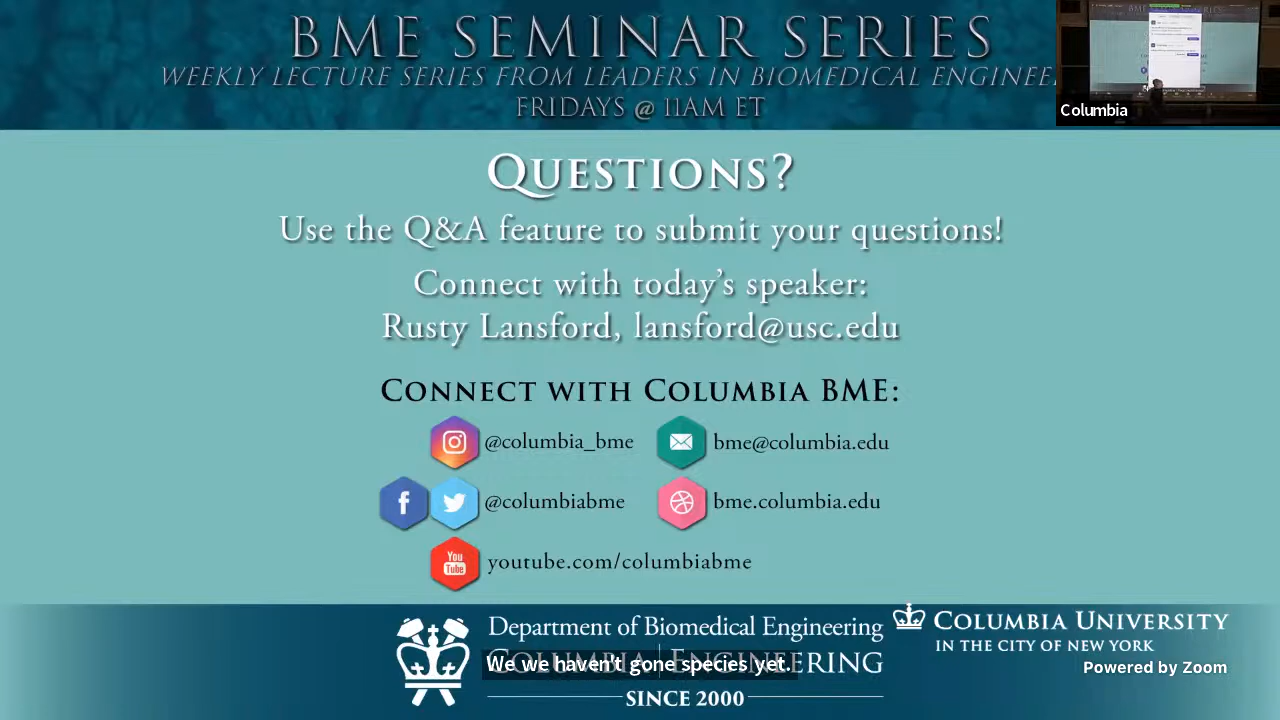 BME SEMINAR SERIES
WEEKLY LECTURE SERIES FROM LEADERS IN BIOMEDICAL ENGINEE
FRIDAYS @ 11AM ET
Columbia
QUESTIONS?
Use the Q&A feature to submit your questions!
Connect with today's speaker:
Rusty Lansford, lansford@usc.edu
CONNECT WITH COLUMBIA BME:
@columbia_bme
bme@columbia.edu
@columbiabme
bme.columbia.edu
You
Tube
youtube.com/columbiabme
Department of Biomedical Engineering
COLUMBIA | ENGINEERING
We we haven't gone species yet.
SINCE 2000
COLUMBIA UNIVERSITY
IN THE CITY OF NEW YORK
Powered by Zoom